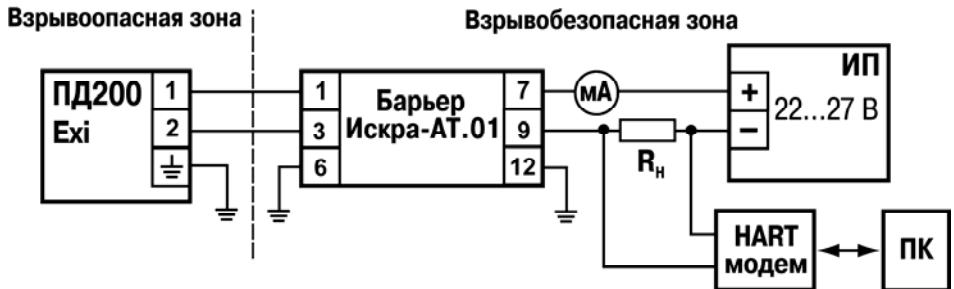 Взрывоопасная зона
Взрывобезопасная зона
ПД200
Exi
1
2
1
3
6
Барьер
Искра-АТ.01
7
9
12
мА
Rн
ИП
+
22...27 В
−
HART
модем
ПК